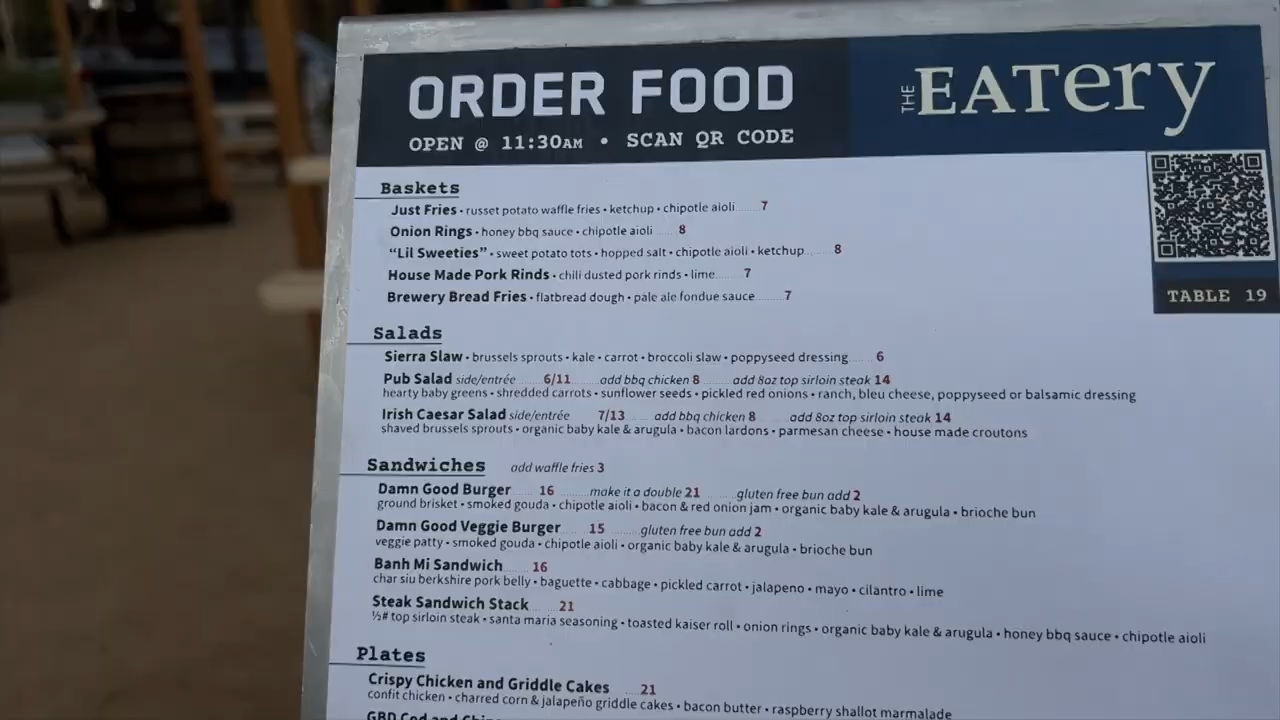 ORDER FOOD
OPEN @ 11:30AM • SCAN QR CODE
THE EATery
TABLE 19
Baskets
Just Fries • russet potato waffle fries • ketchup • chipotle aioli 7
Onion Rings • honey bbq sauce • chipotle aioli 8
“Lil Sweeties” • sweet potato tots • hopped salt • chipotle aioli • ketchup 8
House Made Pork Rinds • chili dusted pork rinds • lime 7
Brewery Bread Fries • flatbread dough • pale ale fondue sauce 7
Salads
Sierra Slaw • brussels sprouts • kale • carrot • broccoli slaw • poppyseed dressing 6
Pub Salad side/entrée 6/11 add bbq chicken 8 add 8oz top sirloin steak 14
hearty baby greens • shredded carrots • sunflower seeds • pickled red onions • ranch, bleu cheese, poppyseed or balsamic dressing
Irish Caesar Salad side/entrée 7/13 add bbq chicken 8 add 8oz top sirloin steak 14
shaved brussels sprouts • organic baby kale & arugula • bacon lardons • parmesan cheese • house made croutons
Sandwiches add waffle fries 3
Damn Good Burger 16 make it a double 21 gluten free bun add 2
ground brisket • smoked gouda • chipotle aioli • bacon & red onion jam • organic baby kale & arugula • brioche bun
Damn Good Veggie Burger 15 gluten free bun add 2
veggie patty • smoked gouda • chipotle aioli • organic baby kale & arugula • brioche bun
Banh Mi Sandwich 16
char siu berkshire pork belly • baguette • cabbage • pickled carrot • jalapeno • mayo • cilantro • lime
Steak Sandwich Stack 21
½# top sirloin steak • santa maria seasoning • toasted kaiser roll • onion rings • organic baby kale & arugula • honey bbq sauce • chipotle aioli
Plates
Crispy Chicken and Griddle Cakes 21
confit chicken • charred corn & jalapeño griddle cakes • bacon butter • raspberry shallot marmalade